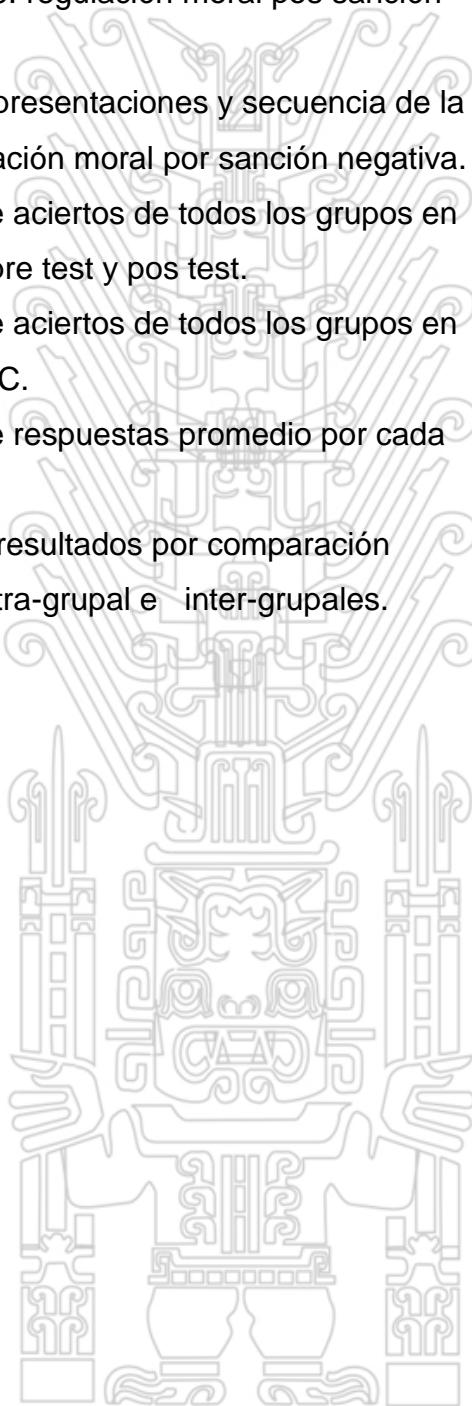 regulación moral pos sanción
presentaciones y secuencia de la
ación moral por sanción negativa.
e aciertos de todos los grupos en
pre test y pos test.
e aciertos de todos los grupos en
C.
e respuestas promedio por cada
resultados por comparación
tra-grupal e inter-grupales.